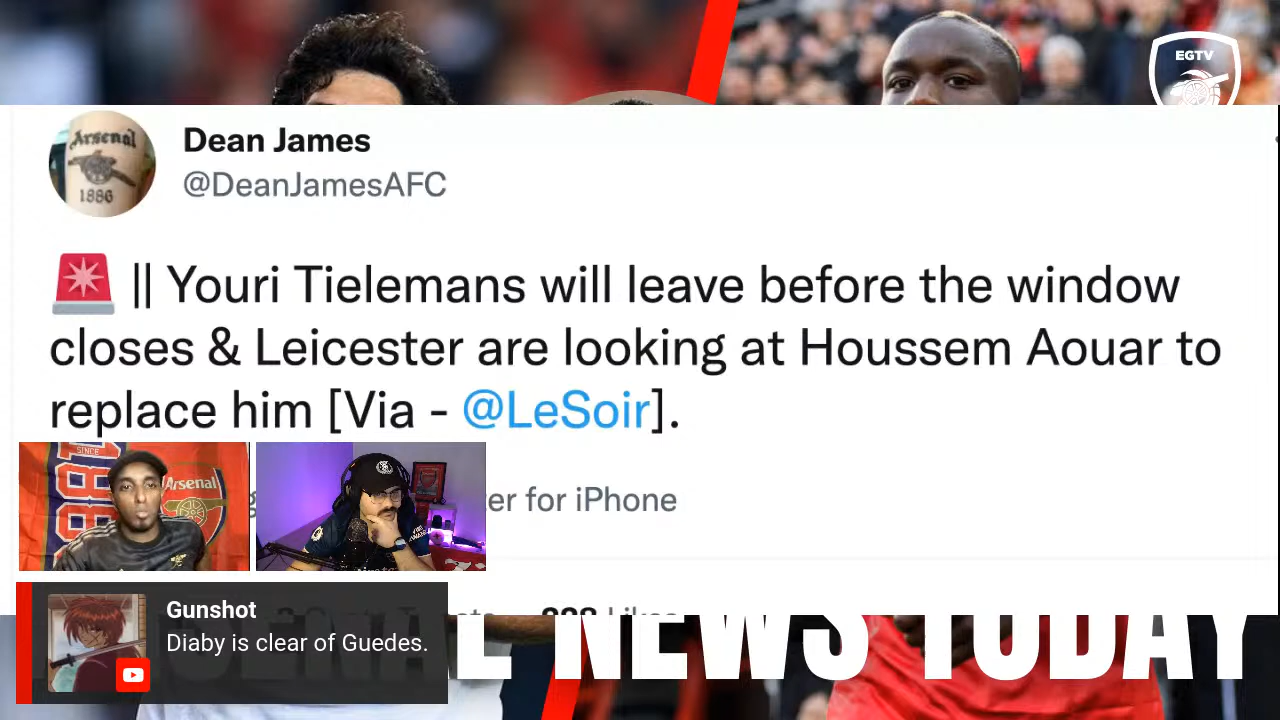 EGTV
Arsenal
1886
Dean James
@DeanJamesAFC
|| Youri Tielemans will leave before the window
closes & Leicester are looking at Houssem Aouar to
replace him [Via - @LeSoir].
SINCE
Arsenal
for iPhone
Gunshot
Diaby is clear of Guedes.
NEWS TODAY